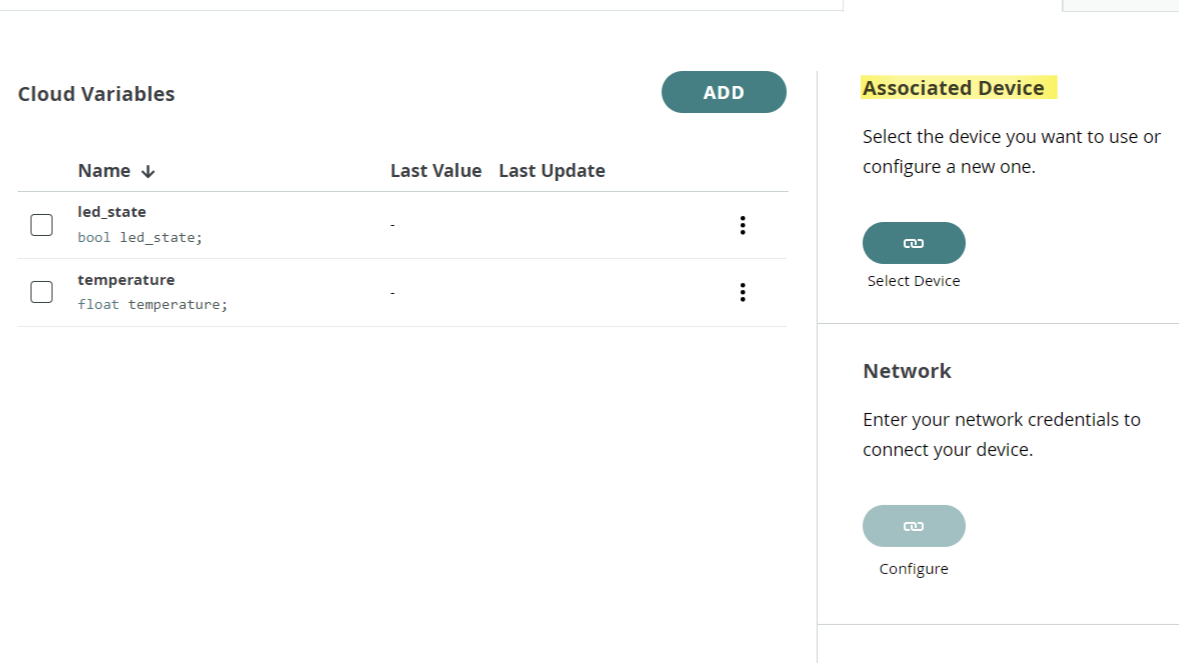 Cloud Variables
ADD
Name
Last Value
Last Update
led_state
bool led_state;
-
temperature
float temperature;
-
Associated Device
Select the device you want to use or
configure a new one.
Select Device
Network
Enter your network credentials to
connect your device.
Configure